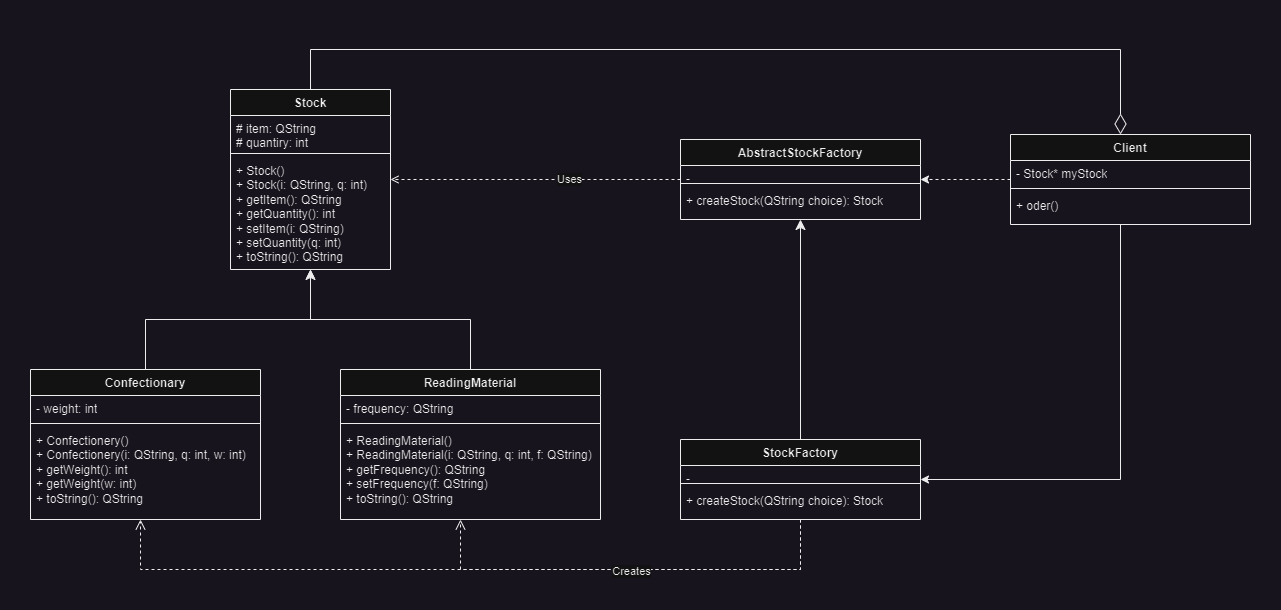 Stock
# item: QString
# quantiry: int
+ Stock()
+ Stock(i: QString, q: int)
+ getItem(): QString
+ getQuantity(): int
+ setItem(i: QString)
+ setQuantity(q: int)
+ toString(): QString
Uses
AbstractStockFactory
-
+ createStock(QString choice): Stock
Client
- Stock* myStock
+ oder()
Confectionary
- weight: int
+ Confectionery()
+ Confectionery(i: QString, q: int, w: int)
+ getWeight(): int
+ getWeight(w: int)
+ toString(): QString
ReadingMaterial
- frequency: QString
+ ReadingMaterial()
+ ReadingMaterial(i: QString, q: int, f: QString)
+ getFrequency(): QString
+ setFrequency(f: QString)
+ toString(): QString
StockFactory
-
+ createStock(QString choice): Stock
Creates